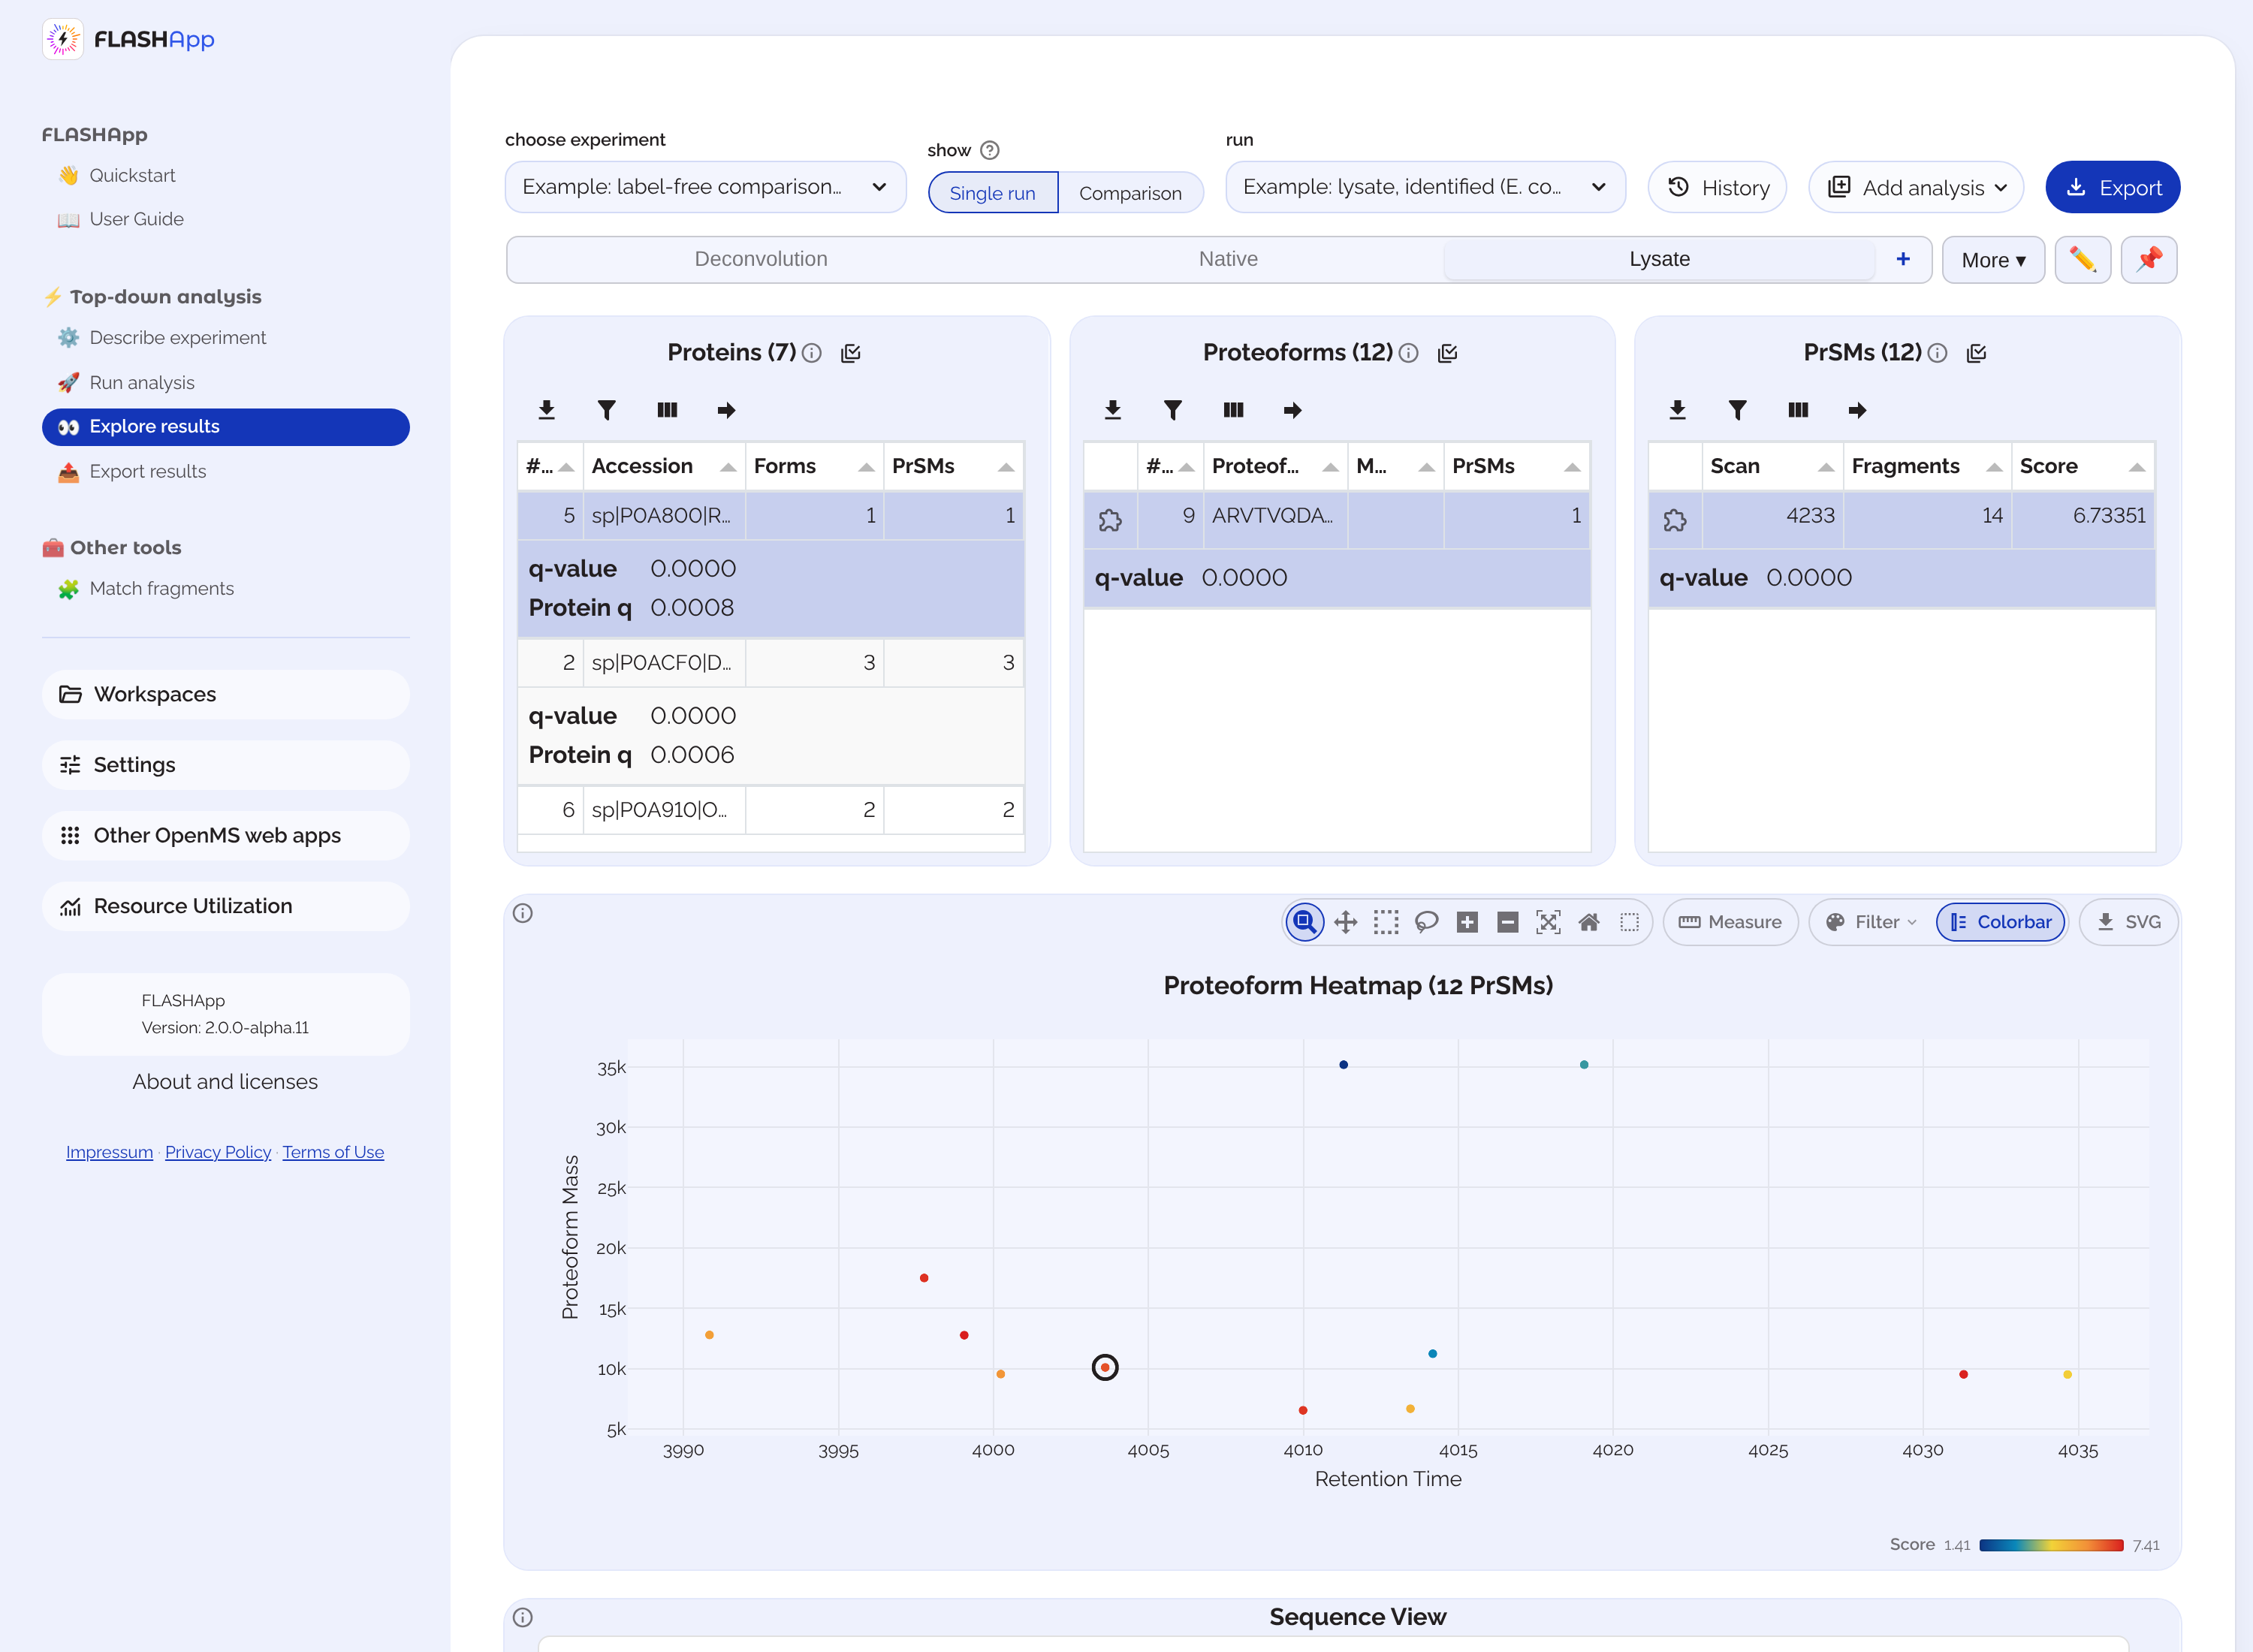 FLASHApp
FLASHApp
Quickstart
User Guide
Top-down analysis
Describe experiment
Run analysis
Explore results
Export results
Other tools
Match fragments
Workspaces
Settings
Other OpenMS web apps
Resource Utilization
FLASHApp
Version: 2.0.0-alpha.11
About and licenses
Impressum · Privacy Policy · Terms of Use
choose experiment
Example: label-free comparison...
show
Single run
Comparison
run
Example: lysate, identified (E. co...
History
Add analysis
Export
Deconvolution
Native
Lysate
+
More ▾
Proteins (7)
#... Accession Forms PrSMs
5 sp|P0A800|R... 1 1
q-value 0.0000
Protein q 0.0008
2 sp|P0ACF0|D... 3 3
q-value 0.0000
Protein q 0.0006
6 sp|P0A910|O... 2 2
Proteoforms (12)
#... Proteof... M... PrSMs
9 ARVTVQDA... 1
q-value 0.0000
PrSMs (12)
Scan Fragments Score
4233 14 6.73351
q-value 0.0000
Measure
Filter
Colorbar
SVG
Proteoform Heatmap (12 PrSMs)
Proteoform Mass
35k
30k
25k
20k
15k
10k
5k
3990 3995 4000 4005 4010 4015 4020 4025 4030 4035
Retention Time
Score 1.41 7.41
Sequence View